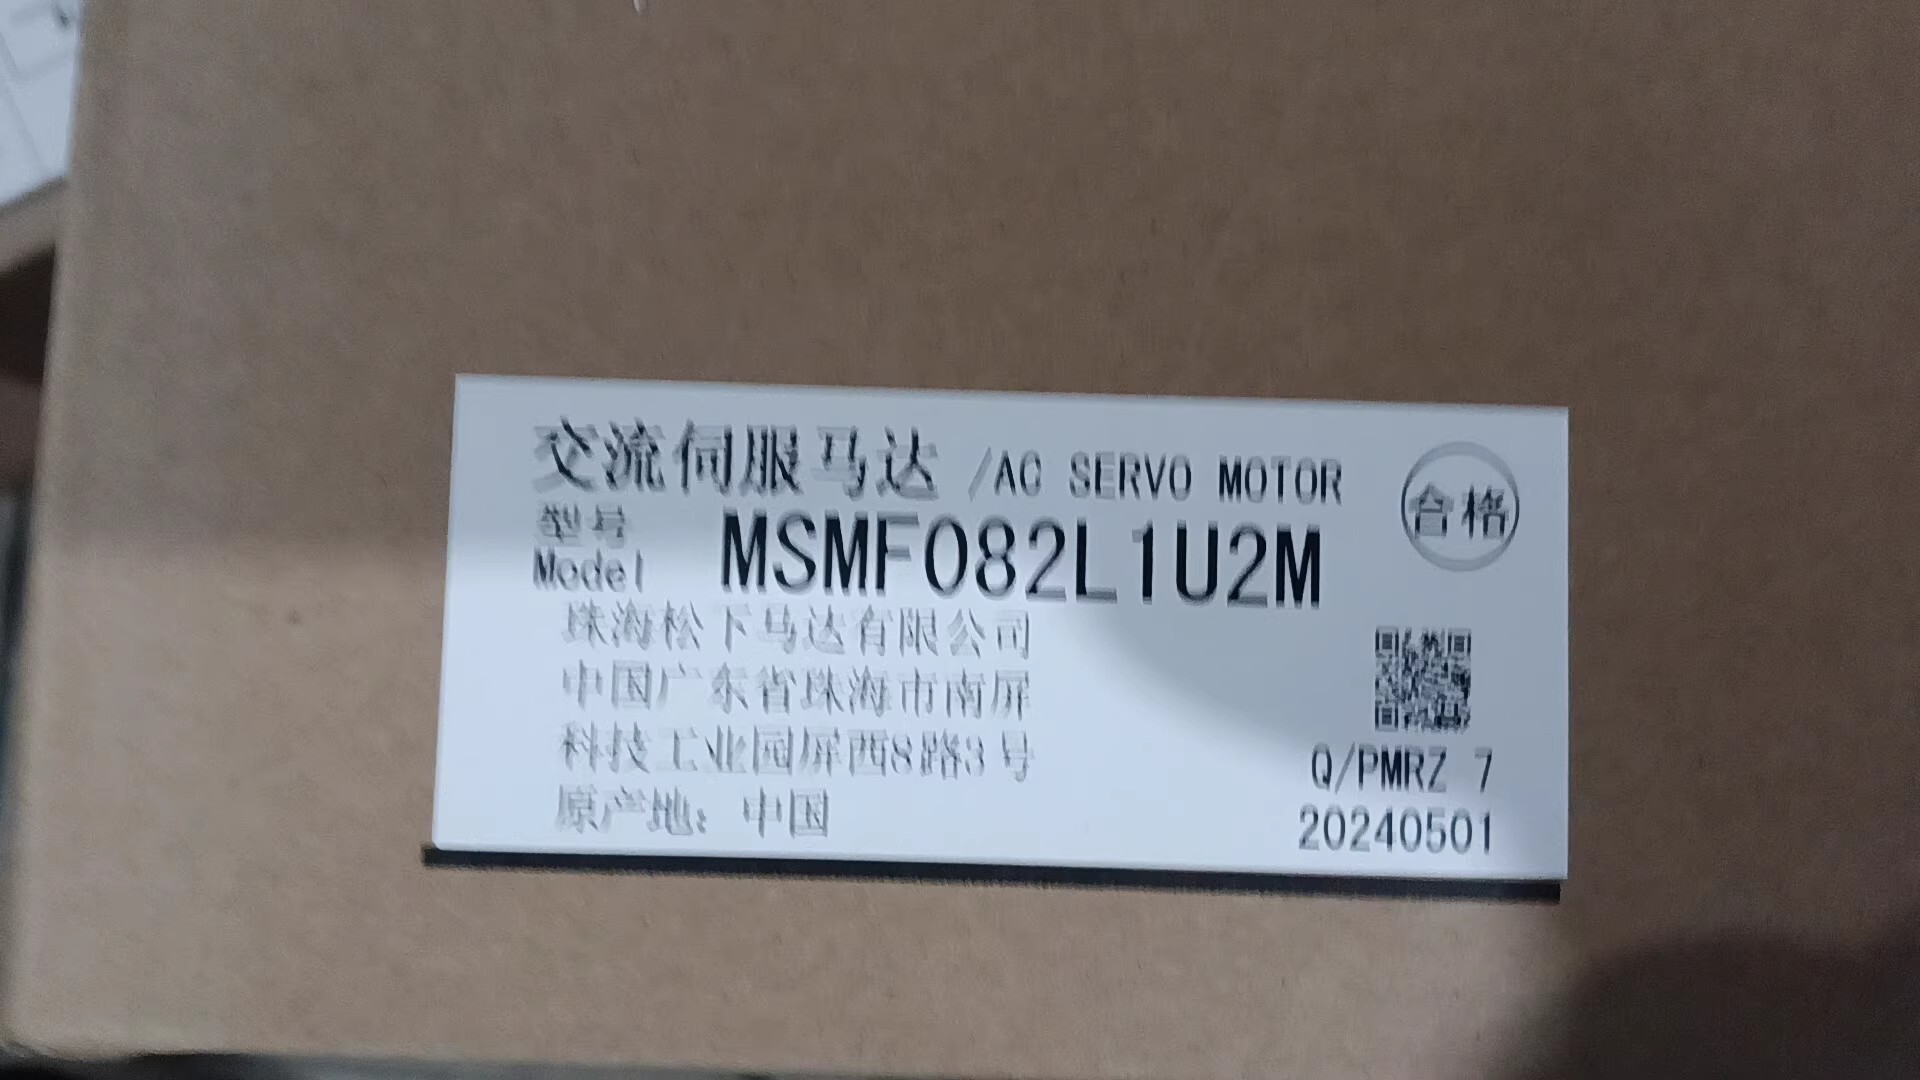 交流伺服马达 /AC SERVO MOTOR
合格
型号
Model MSMF082L1U2M
珠海松下马达有限公司
中国广东省珠海市南屏
科技工业园屏西8路3号
原产地：中国
Q/PMRZ 7
20240501